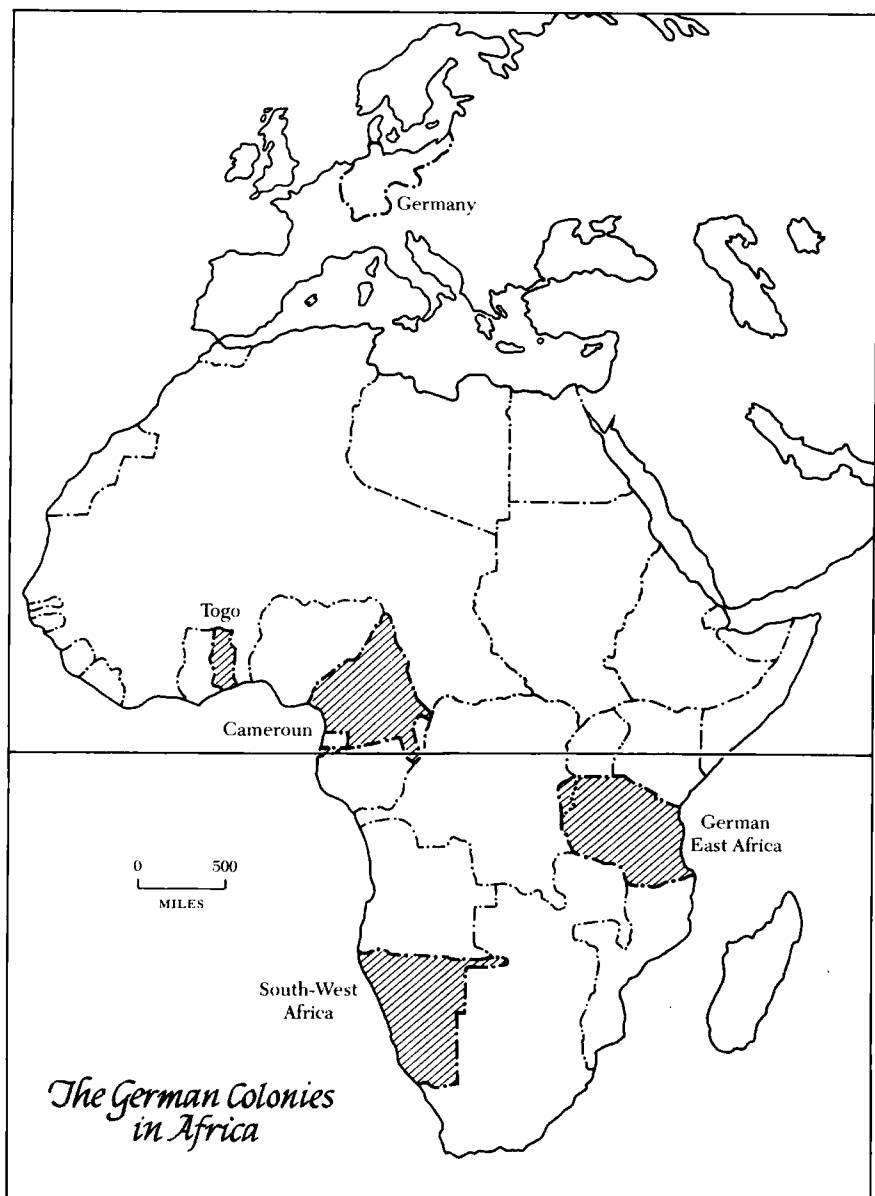 Germany
Togo
Cameroun
German
East Africa
0 500
MILES
South-West
Africa
The German Colonies
in Africa